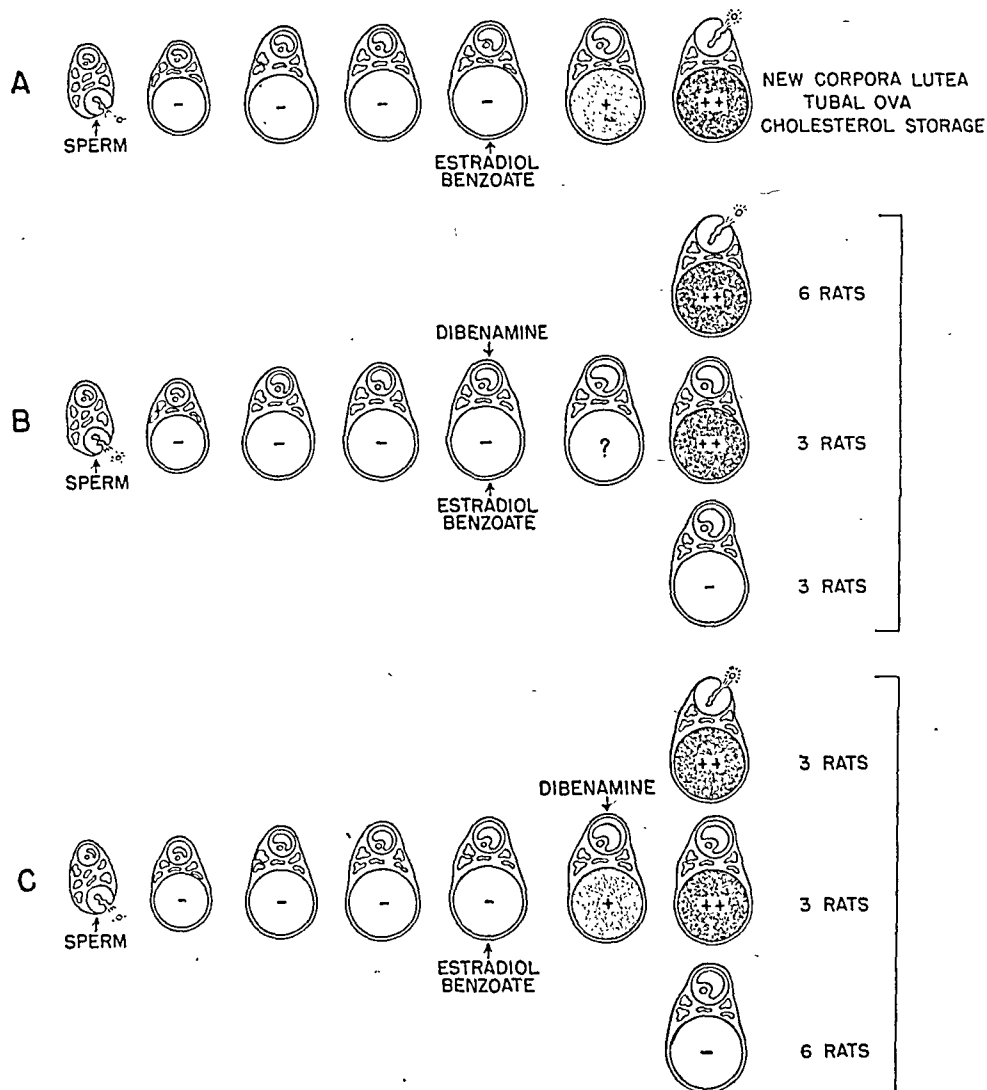 A
SPERM
-
-
-
-
+
++
ESTRADIOL
BENZOATE
NEW CORPORA LUTEA
TUBAL OVA
CHOLESTEROL STORAGE
B
SPERM
-
-
-
DIBENAMINE
-
ESTRADIOL
BENZOATE
?
++
6 RATS
++
3 RATS
-
3 RATS
C
SPERM
-
-
-
-
ESTRADIOL
BENZOATE
DIBENAMINE
+
++
3 RATS
++
3 RATS
-
6 RATS